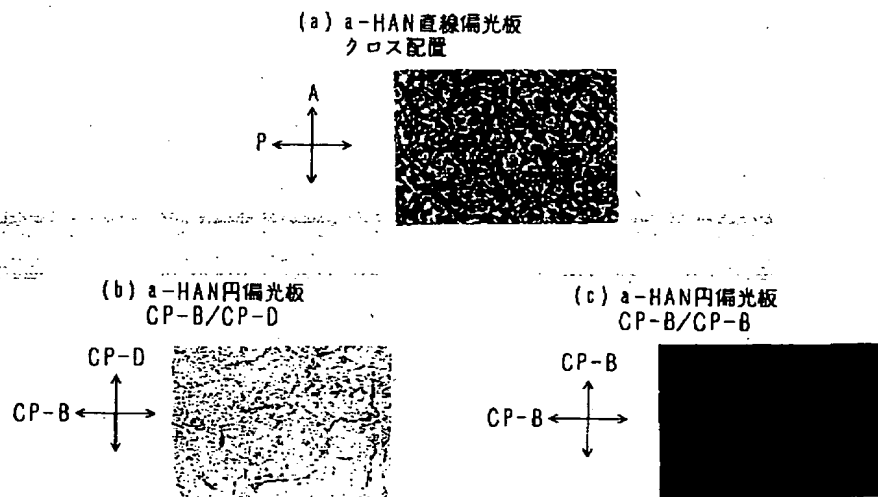 (a) a-HAN直線偏光板
クロス配置
A
P
(b) a-HAN円偏光板
CP-B/CP-D
CP-D
CP-B
(c) a-HAN円偏光板
CP-B/CP-B
CP-B
CP-B